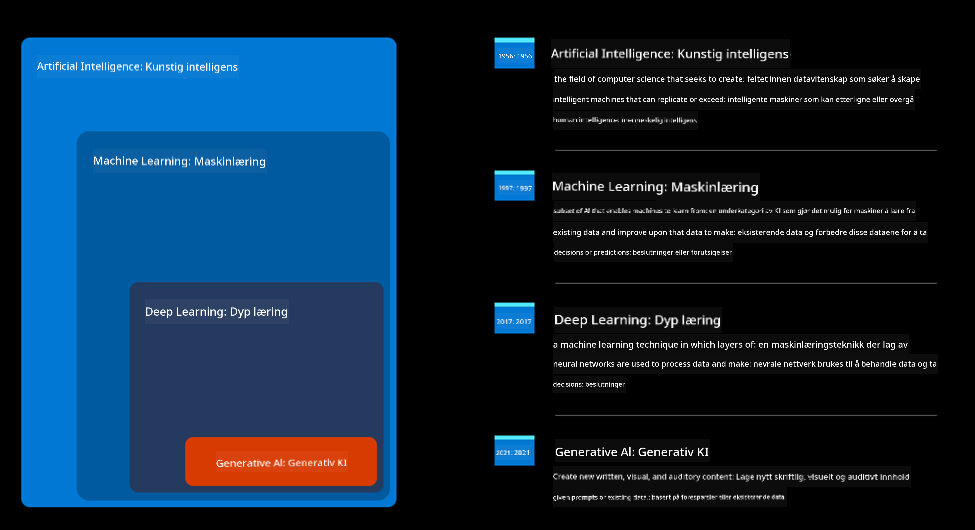 Artificial Intelligence: Kunstig intelligens
Machine Learning: Maskinlæring
Deep Learning: Dyp læring
Generative AI: Generativ KI
1956: 1956
Artificial Intelligence: Kunstig intelligens
the field of computer science that seeks to create: feltet innen datavitenskap som søker å skape
intelligent machines that can replicate or exceed: intelligente maskiner som kan etterligne eller overgå
human intelligence: menneskelig intelligens
1997: 1997
Machine Learning: Maskinlæring
subset of AI that enables machines to learn from: en underkategori av KI som gjør det mulig for maskiner å lære fra
existing data and improve upon that data to make: eksisterende data og forbedre disse dataene for å ta
decisions or predictions: beslutninger eller forutsigelser
2017: 2017
Deep Learning: Dyp læring
a machine learning technique in which layers of: en maskinlæringsteknikk der lag av
neural networks are used to process data and make: nevrale nettverk brukes til å behandle data og ta
decisions: beslutninger
2021: 2021
Generative AI: Generativ KI
Create new written, visual, and auditory content: Lage nytt skriftlig, visuelt og auditivt innhold
given prompts or existing data.: basert på forespørsler eller eksisterende data.